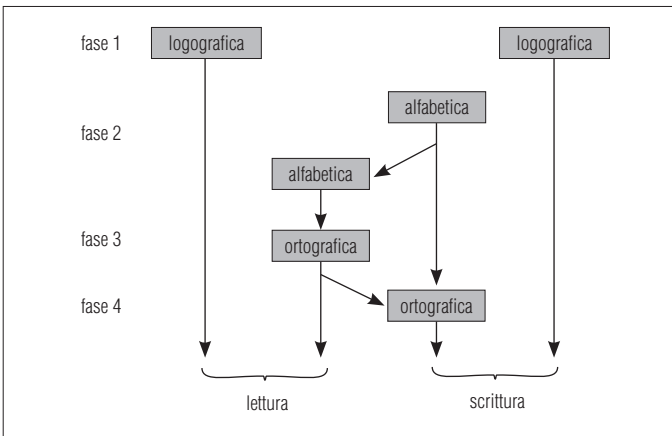 fase 1 logografica logografica
alfabetica
fase 2
alfabetica
fase 3 ortografica
fase 4 ortografica
lettura scrittura